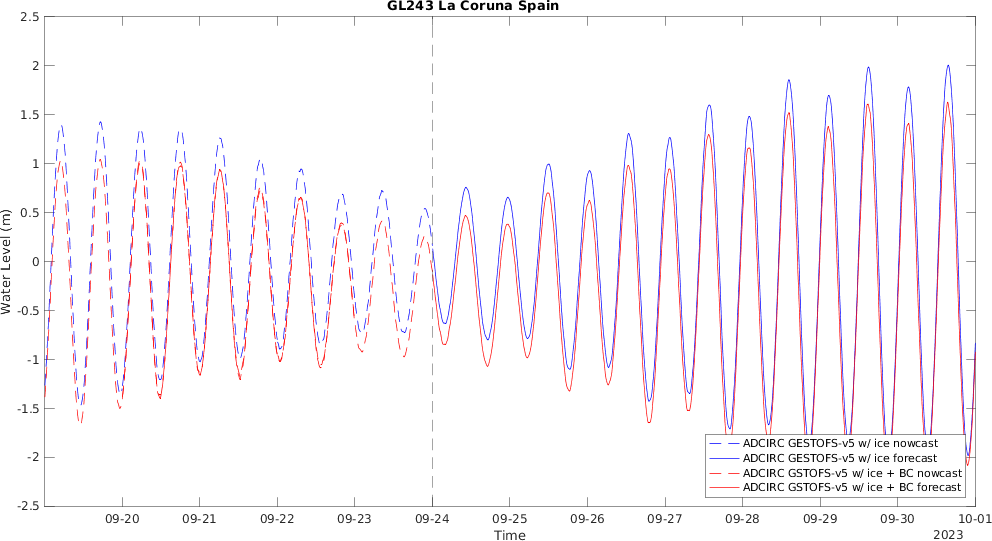 GL243 La Coruna Spain
2.5
2
1.5
1
0.5
0
-0.5
-1
-1.5
-2
-2.5
Water Level (m)
ADCIRC GESTOFS-v5 w/ ice nowcast
ADCIRC GESTOFS-v5 w/ ice forecast
ADCIRC GSTOFS-v5 w/ ice + BC nowcast
ADCIRC GSTOFS-v5 w/ ice + BC forecast
09-20 09-21 09-22 09-23 09-24 09-25 09-26 09-27 09-28 09-29 09-30 10-01
Time
2023